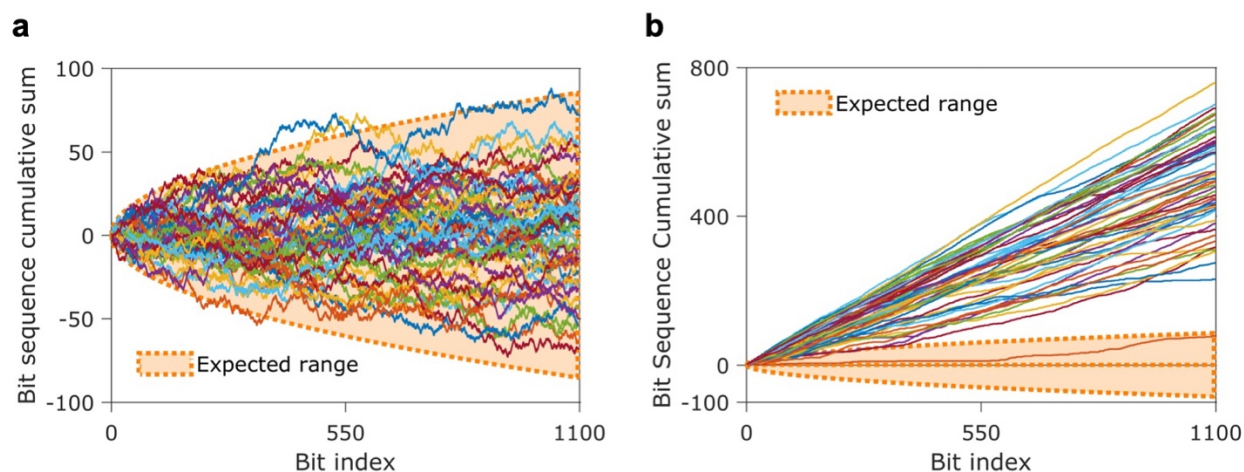 a
Bit sequence cumulative sum
100
50
0
-50
-100
Expected range
0
550
1100
Bit index
b
Bit Sequence Cumulative sum
800
400
0
-100
Expected range
0
550
1100
Bit index